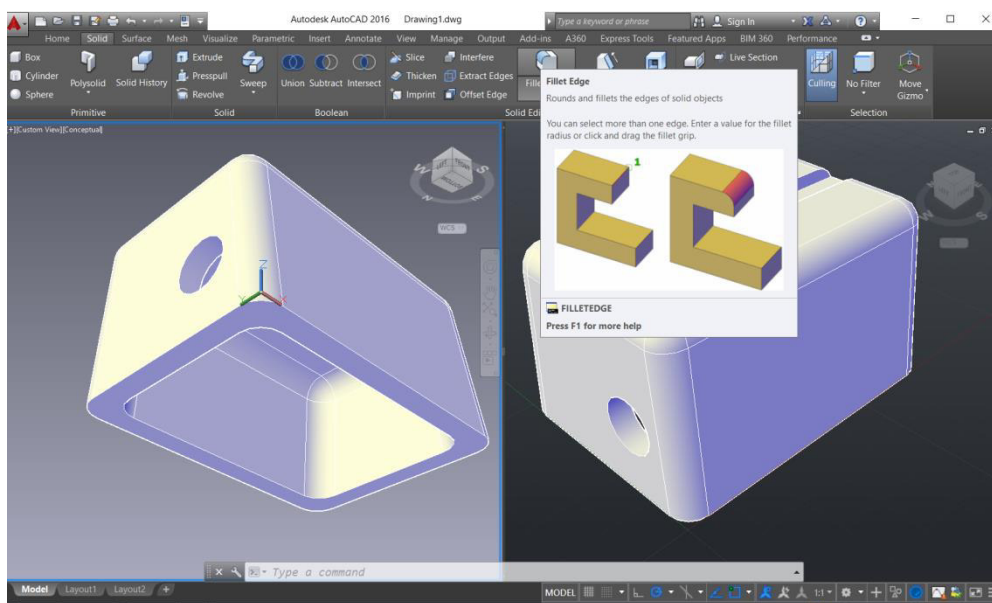 Autodesk AutoCAD 2016 Drawing1.dwg
Type a keyword or phrase
Sign In
Home Solid Surface Mesh Visualize Parametric Insert Annotate View Manage Output Add-ins A360 Express Tools Featured Apps BIM 360 Performance
Box
Cylinder
Sphere
Polysolid
Solid History
Extrude
Presspull
Revolve
Sweep
Union Subtract Intersect
Slice
Thicken
Imprint
Interfere
Extract Edges
Offset Edge
Live Section
Culling
No Filter
Move
Gizmo
Primitive Solid Boolean Selection
Fillet Edge
Rounds and fillets the edges of solid objects
You can select more than one edge. Enter a value for the fillet
radius or click and drag the fillet grip.
1
FILLETEDGE
Press F1 for more help
[Custom View][Conceptual]
WCS
Z
Type a command
Model Layout1 Layout2 +
MODEL
1:1